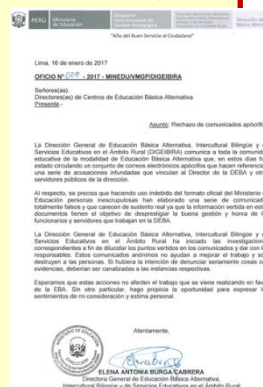 PERÚ Ministerio de Educación
"Año del Buen Servicio al Ciudadano"
Lima, 16 de enero de 2017
OFICIO N° 029 - 2017 - MINEDU/VMGP/DIGEIBIRA
Señores(as)
Directores(as) de Centros de Educación Básica Alternativa
Presente.-
Asunto: Rechazo de comunicados apócrifo
La Dirección General de Educación Básica Alternativa, Intercultural Bilingüe y
Servicios Educativos en el Ámbito Rural (DIGEIBIRA) comunica a toda la comunid
educativa de la modalidad de Educación Básica Alternativa que, en estos días h
estado circulando un conjunto de correos electrónicos apócrifos que hacen referencia
una serie de acusaciones infundadas que vinculan al Director de la DEBA y otr
servidores públicos de la dirección.
Al respecto, se precisa que haciendo uso indebido del formato oficial del Ministerio
Educación personas inescrupulosas han elaborado una serie de comunicad
totalmente falsos y que carecen de sustento real ya que la información vertida en est
documentos tienen el objetivo de desprestigiar la buena gestión y honra de l
funcionarios y servidores que trabajan en la DEBA.
La Dirección General de Educación Básica Alternativa, Intercultural Bilingüe y
Servicios Educativos en el Ámbito Rural ha iniciado las investigacion
correspondientes a fin de dilucidar los puntos vertidos en los comunicados y dar con l
responsables. Estos comunicados anónimos no ayudan a mejorar el trabajo y so
destruyen a las personas. Si hubiera la intención de denunciar seriamente cosas c
evidencias, deberían ser canalizadas a las instancias respectivas.
Esperamos que estas acciones no afecten el trabajo que se viene realizando en fav
de la EBA. Sin otro particular, hago propicia la oportunidad para expresar l
sentimientos de mi consideración y estima personal.
Atentamente,
ELENA ANTONIA BURGA CABRERA
Directora General de Educación Básica Alternativa,
Intercultural Bilingüe y de Servicios Educativos en el Ámbito Rural